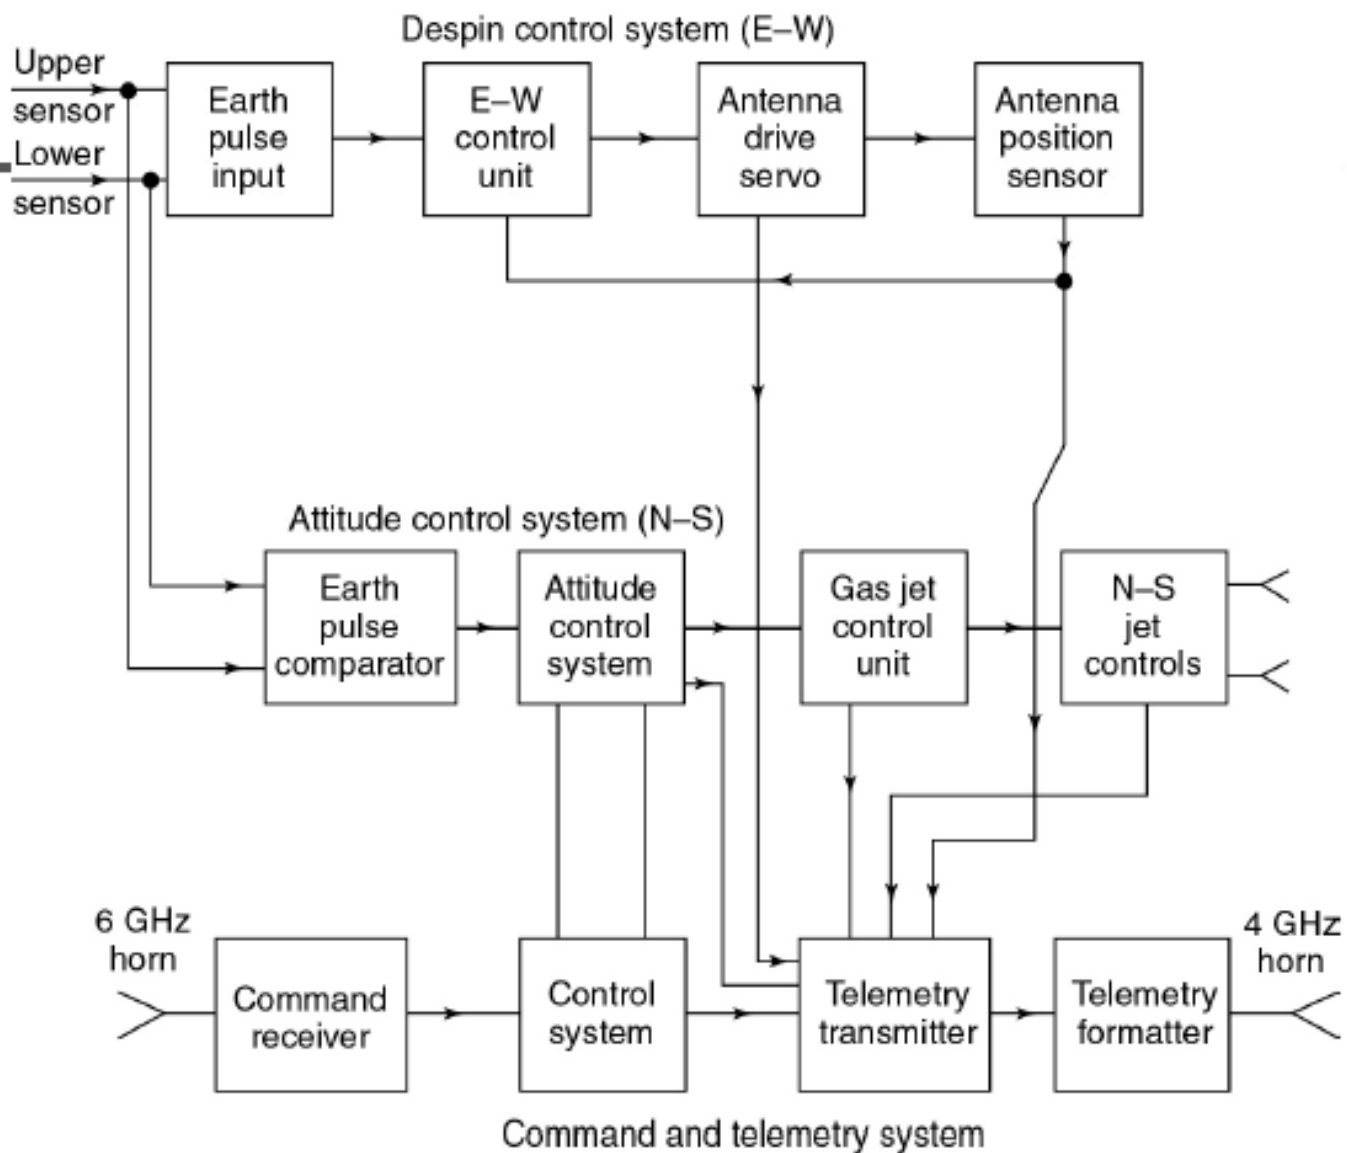 Despin control system (E–W)
Upper
sensor
Lower
sensor
Earth
pulse
input
E–W
control
unit
Antenna
drive
servo
Antenna
position
sensor
Attitude control system (N–S)
Earth
pulse
comparator
Attitude
control
system
Gas jet
control
unit
N–S
jet
controls
6 GHz
horn
Command
receiver
Control
system
Telemetry
transmitter
Telemetry
formatter
4 GHz
horn
Command and telemetry system